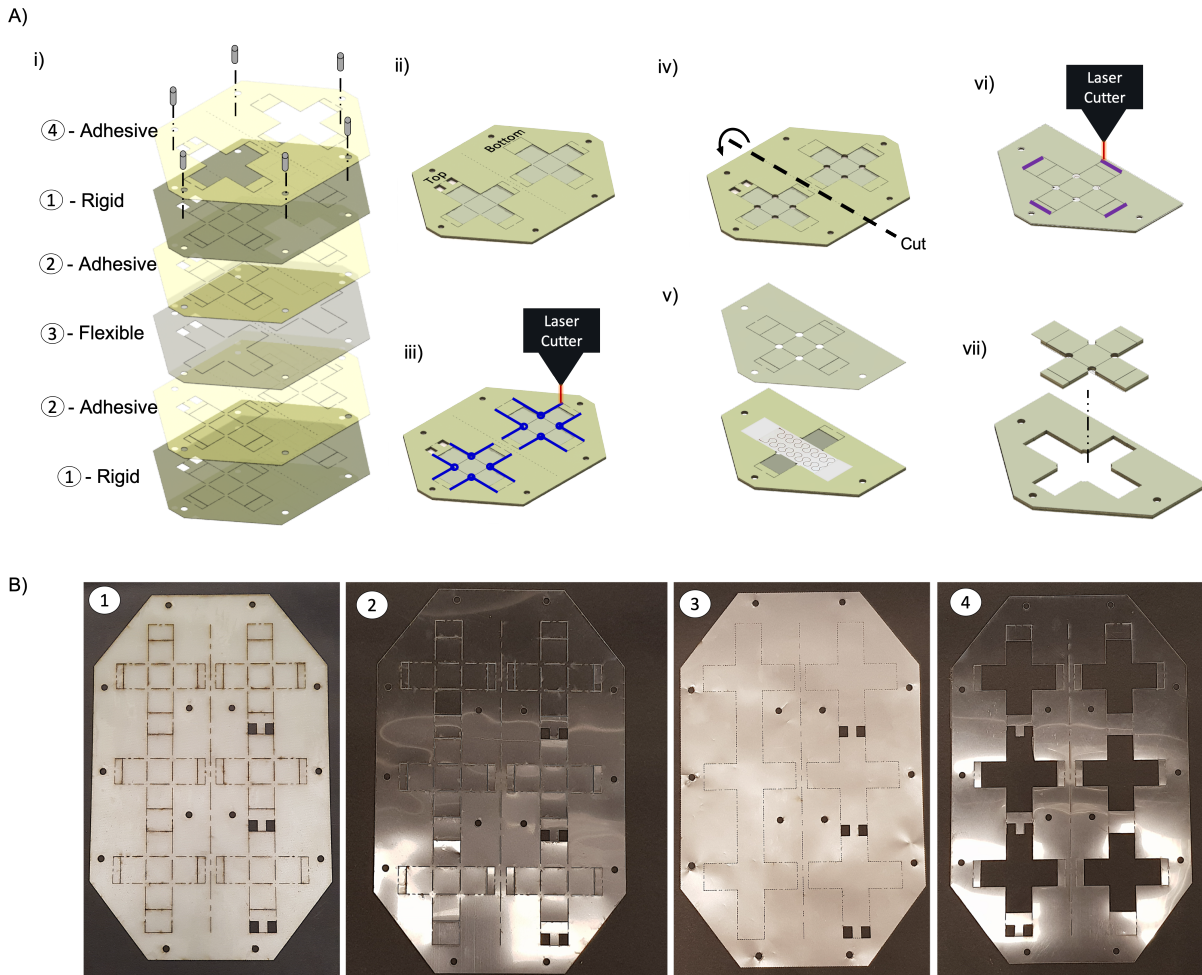 A)
i)
④ - Adhesive
① - Rigid
② - Adhesive
③ - Flexible
② - Adhesive
① - Rigid
ii)
Top
Bottom
iii)
Laser
Cutter
iv)
Cut
v)
vi)
Laser
Cutter
vii)
B)
1
2
3
4